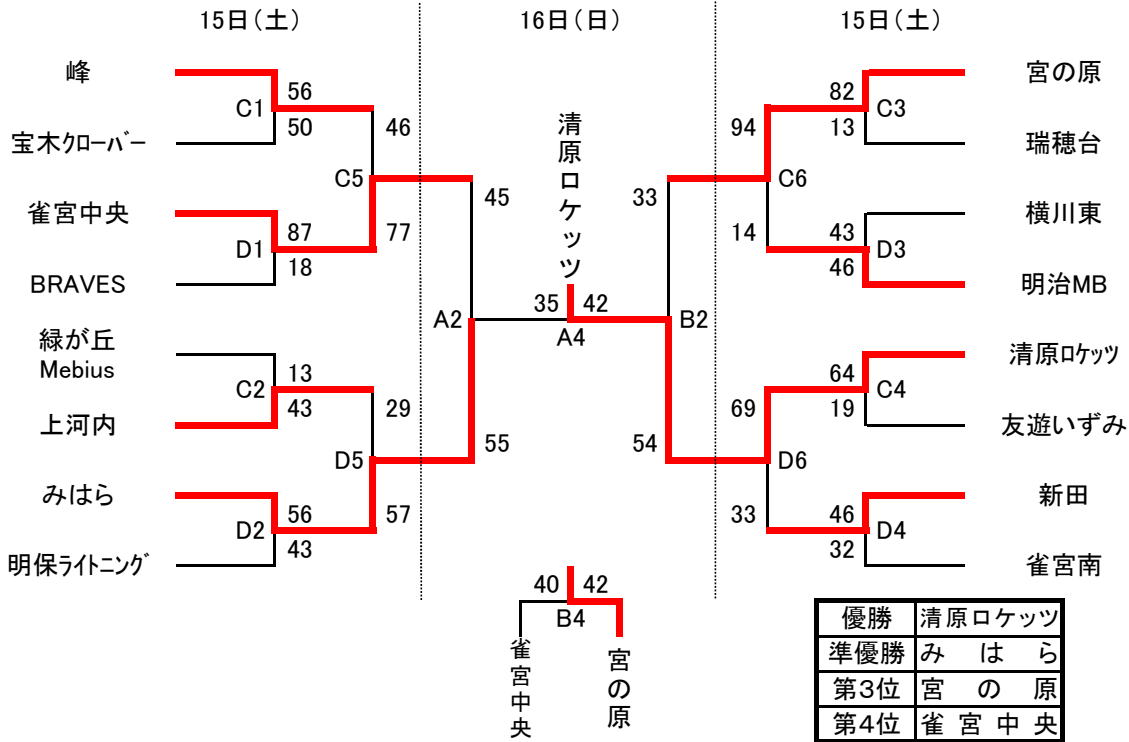 15日(土)
16日(日)
15日(土)
峰
宝木クローバー
雀宮中央
BRAVES
緑が丘
Mebius
上河内
みはら
明保ライトニング
C1
56
50
D1
87
18
C2
13
43
D2
56
43
46
C5
77
29
D5
57
45
A2
55
清原ロケッツ
35
42
A4
33
B2
54
94
C6
14
69
D6
33
82
C3
13
43
D3
46
64
C4
19
46
D4
32
宮の原
瑞穂台
横川東
明治MB
清原ロケッツ
友遊いずみ
新田
雀宮南
40
42
B4
雀宮中央
宮の原
優勝 清原ロケッツ
準優勝 みはら
第3位 宮の原
第4位 雀宮中央